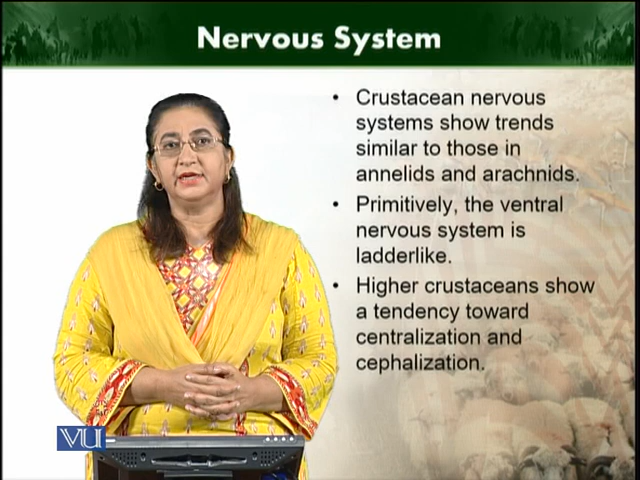 Nervous System
• Crustacean nervous
systems show trends
similar to those in
annelids and arachnids.
• Primitively, the ventral
nervous system is
ladderlike.
• Higher crustaceans show
a tendency toward
centralization and
cephalization.
VU